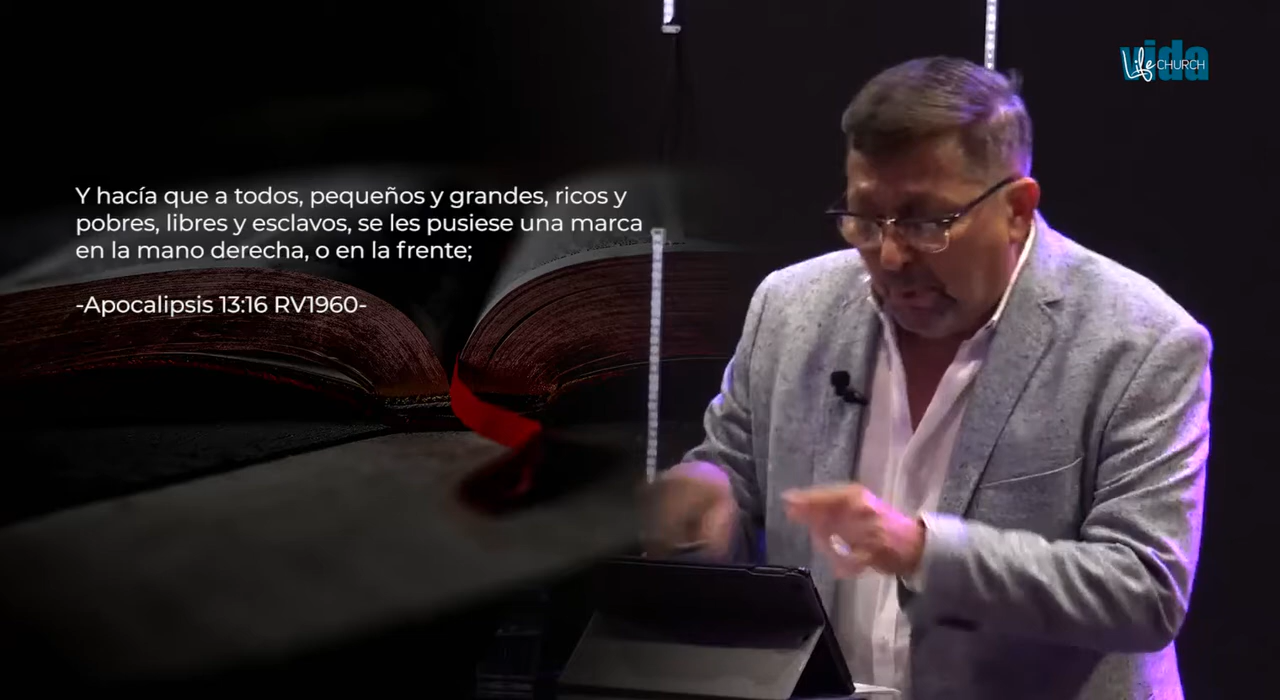 vida
Life CHURCH
Y hacía que a todos, pequeños y grandes, ricos y
pobres, libres y esclavos, se les pusiese una marca
en la mano derecha, o en la frente;
-Apocalipsis 13:16 RV1960-